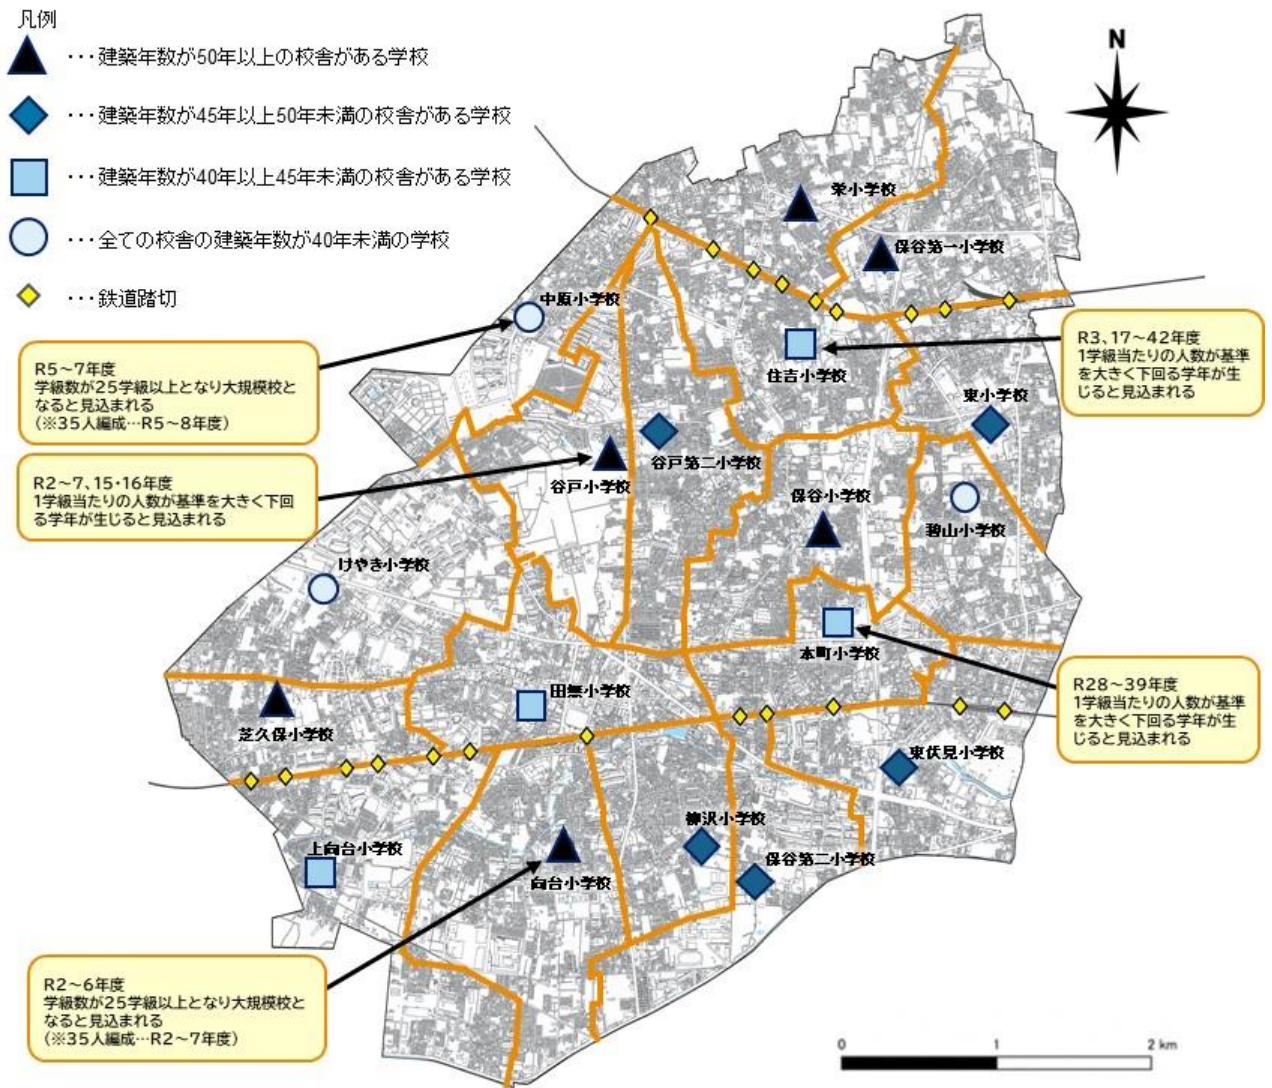 凡例
･･･建築年数が50年以上の校舎がある学校
･･･建築年数が45年以上50年未満の校舎がある学校
･･･建築年数が40年以上45年未満の校舎がある学校
･･･全ての校舎の建築年数が40年未満の学校
･･･鉄道踏切
N
栄小学校
保谷第一小学校
中原小学校
R5～7年度
学級数が25学級以上となり大規模校と
なると見込まれる
(※35人編成…R5～8年度)
住吉小学校
R3、17～42年度
1学級当たりの人数が基準
を大きく下回る学年が生
じると見込まれる
東小学校
谷戸第二小学校
谷戸小学校
R2～7、15・16年度
1学級当たりの人数が基準を大きく下回
る学年が生じると見込まれる
保谷小学校
碧山小学校
けやき小学校
本町小学校
R28～39年度
1学級当たりの人数が基準
を大きく下回る学年が生
じると見込まれる
田無小学校
芝久保小学校
東伏見小学校
柳沢小学校
保谷第二小学校
上向台小学校
向台小学校
R2～6年度
学級数が25学級以上となり大規模校と
なると見込まれる
(※35人編成…R2～7年度)
0 1 2 km